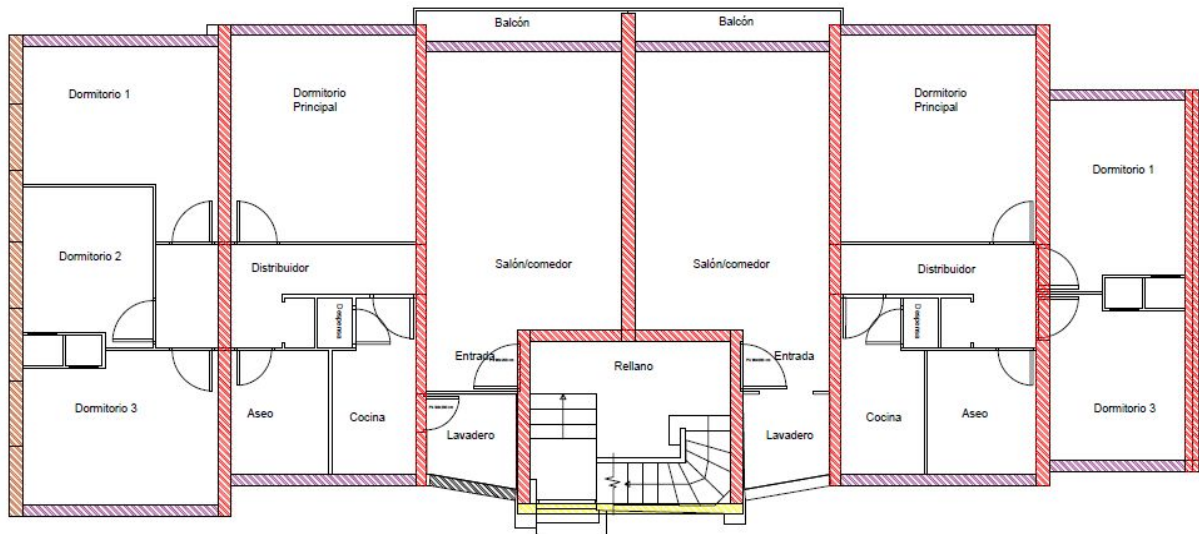 Balcón
Balcón
Dormitorio 1
Dormitorio
Principal
Dormitorio
Principal
Dormitorio 1
Dormitorio 2
Distribuidor
Salón/comedor
Salón/comedor
Distribuidor
Despensa
Despensa
Entrada
Rellano
Entrada
Dormitorio 3
Aseo
Cocina
Lavadero
Lavadero
Cocina
Aseo
Dormitorio 3